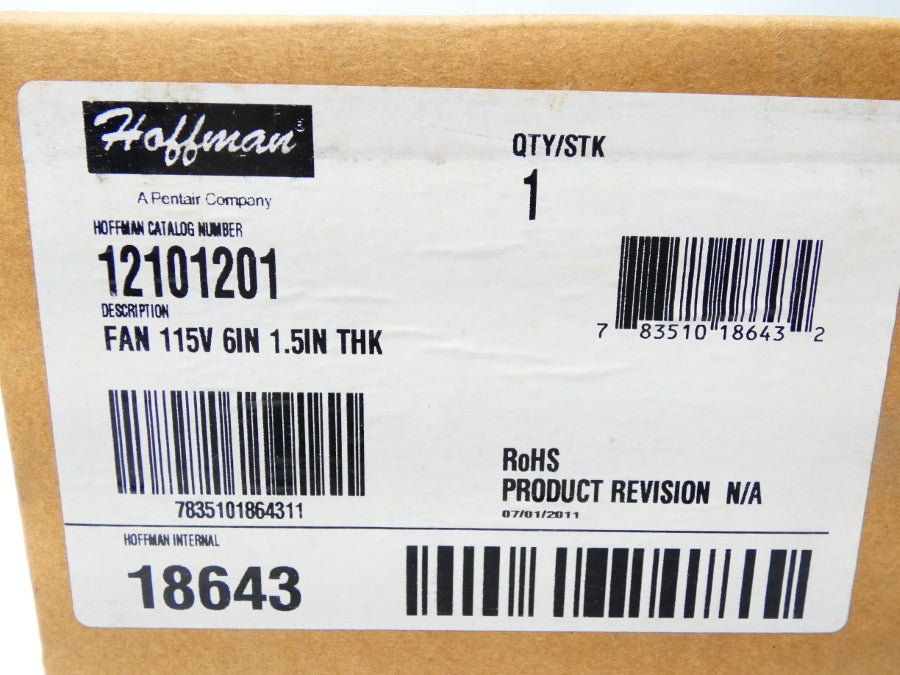 Hoffman®
A Pentair Company
HOFFMAN CATALOG NUMBER
12101201
DESCRIPTION
FAN 115V 6IN 1.5IN THK
7835101864311
QTY/STK
1
7 83510 18643 2
RoHS
PRODUCT REVISION N/A
07/01/2011
HOFFMAN INTERNAL
18643